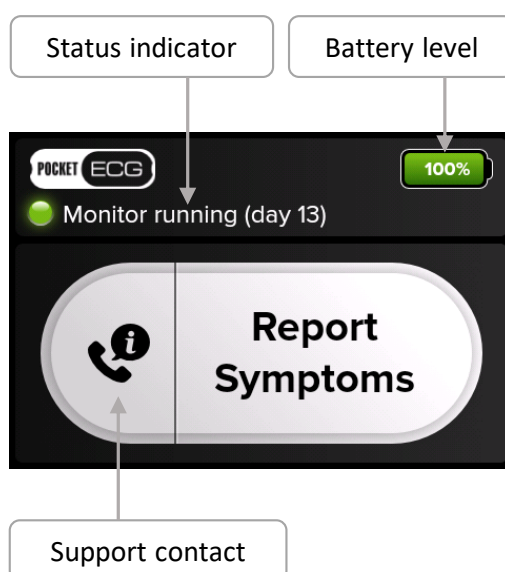 Status indicator
Battery level
POCKET ECG
100%
Monitor running (day 13)
i
Report
Symptoms
Support contact